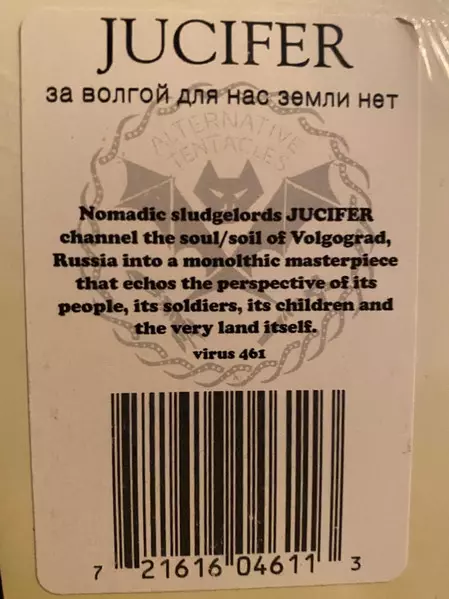 JUCIFER
за волгой для нас земли нет
ALTERNATIVE
TENTACLES
Nomadic sludgelords JUCIFER
channel the soul/soil of Volgograd,
Russia into a monolthic masterpiece
that echos the perspective of its
people, its soldiers, its children and
the very land itself.
virus 461
7 21616 04611 3